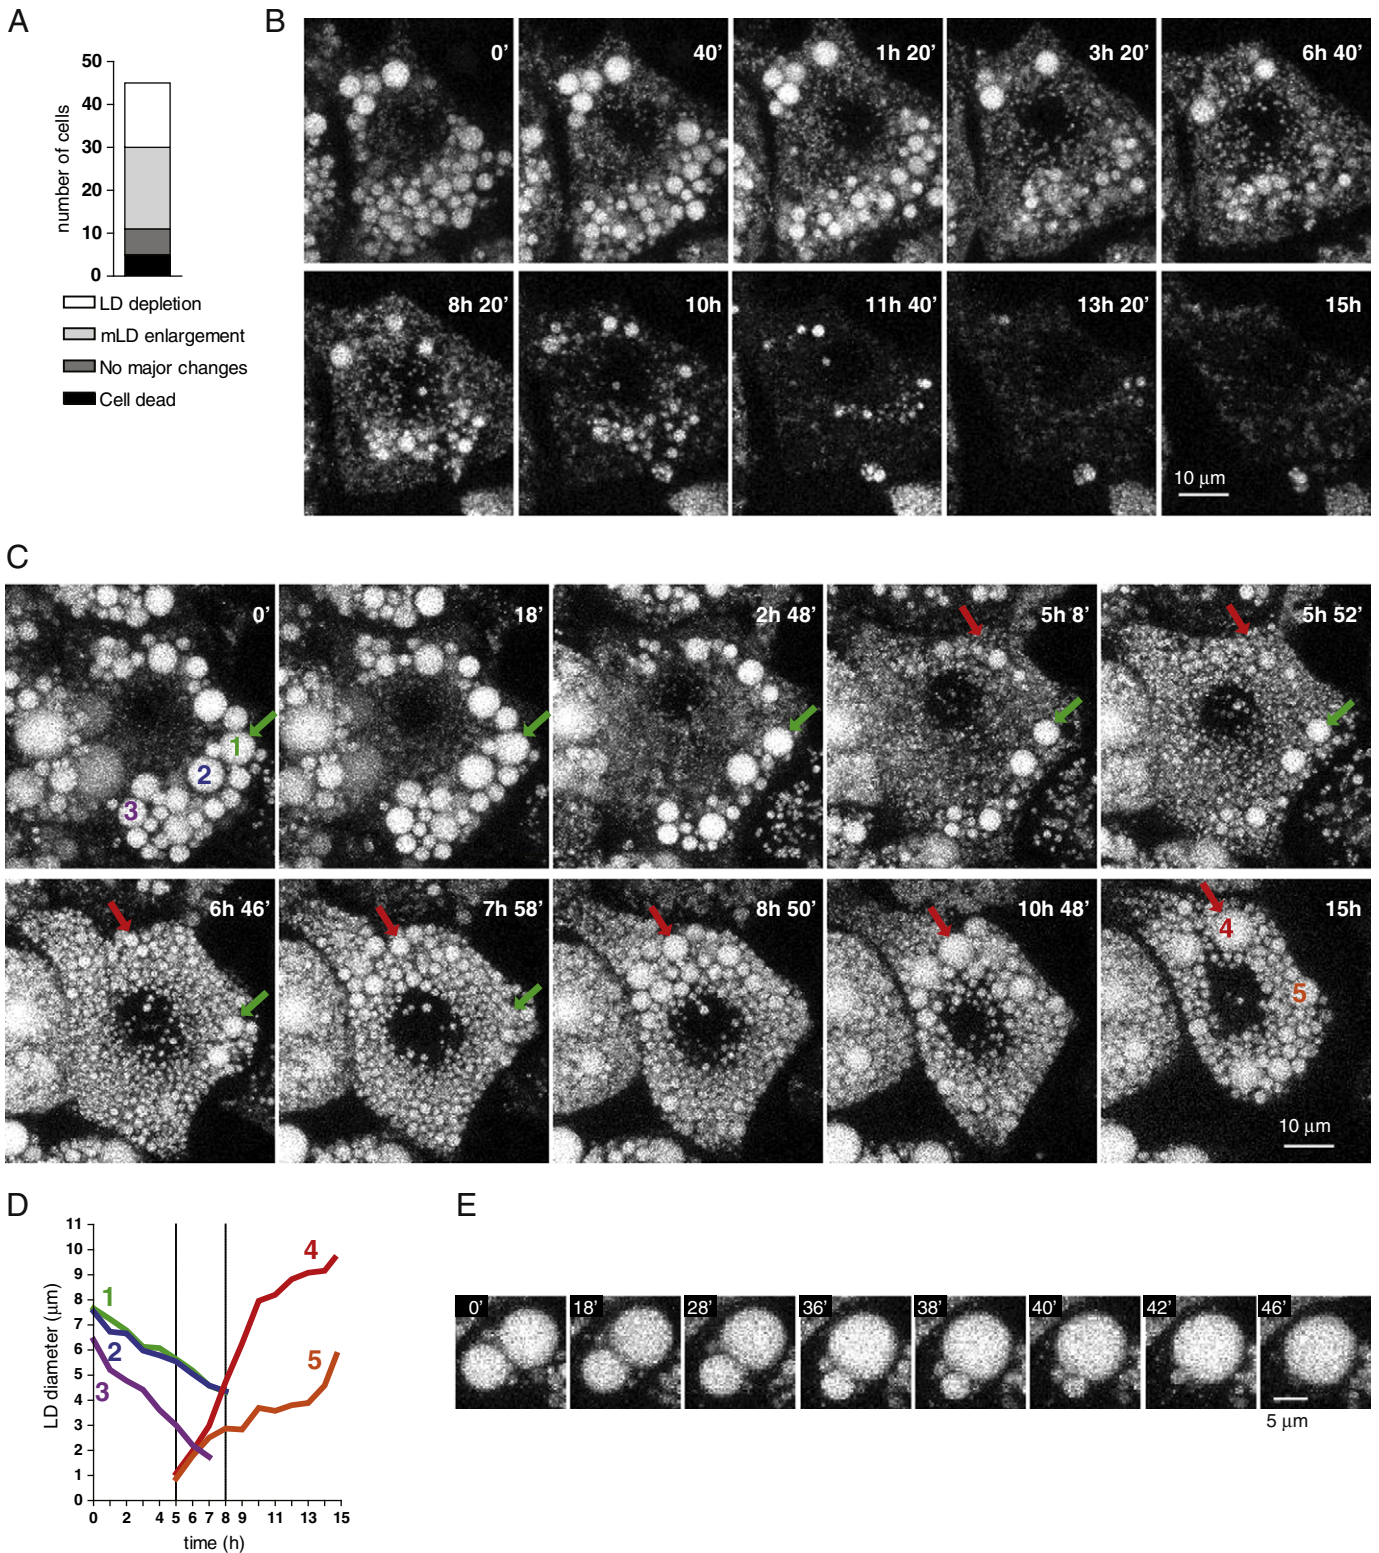 A
50
40
30
20
10
0
number of cells
LD depletion
mLD enlargement
No major changes
Cell dead
B
0’
40’
1h 20’
3h 20’
6h 40’
8h 20’
10h
11h 40’
13h 20’
15h
10 μm
C
0’
18’
2h 48’
5h 8’
5h 52’
1
2
3
6h 46’
7h 58’
8h 50’
10h 48’
15h
4
5
10 μm
D
11
10
9
8
7
6
5
4
3
2
1
0
LD diameter (μm)
1
2
3
4
5
0 2 4 5 6 7 8 9 11 13 15
time (h)
E
0’
18’
28’
36’
38’
40’
42’
46’
5 μm